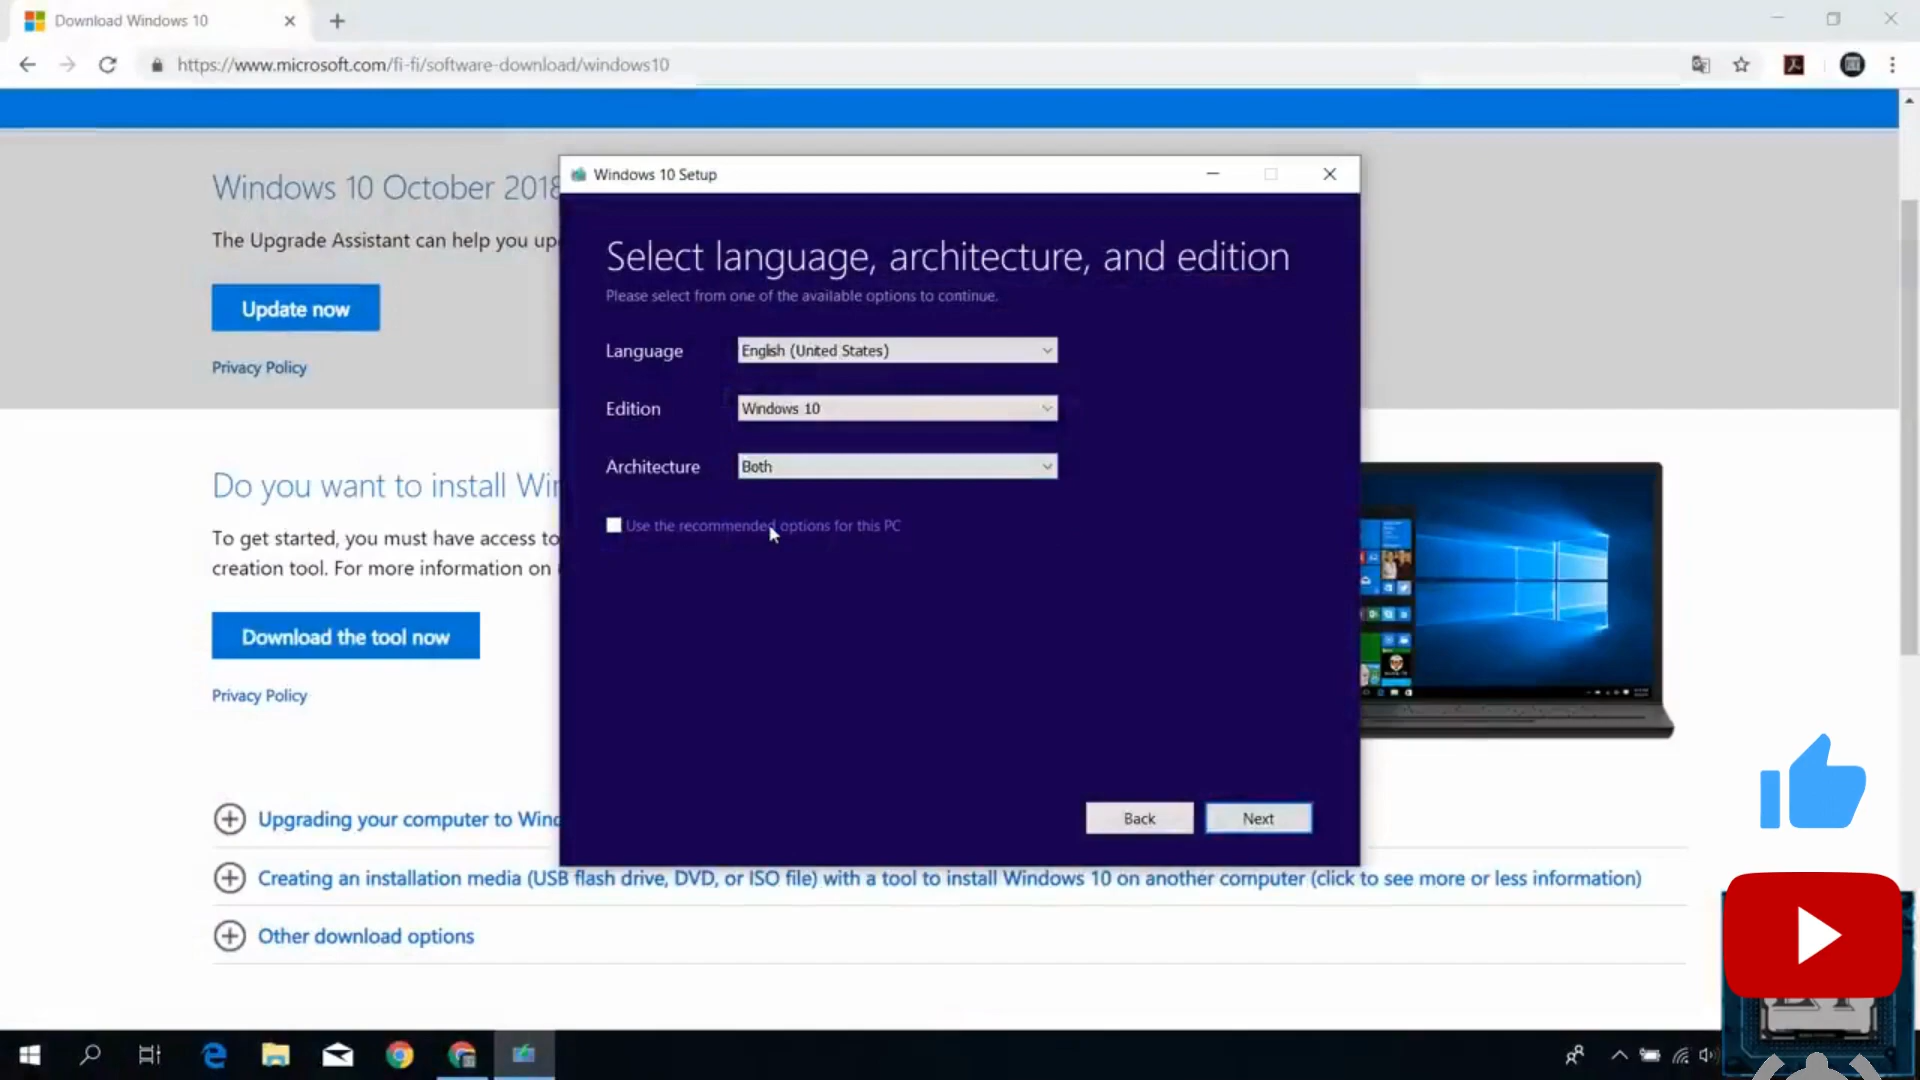 Download Windows 10
https://www.microsoft.com/fi-fi/software-download/windows10
Windows 10 October 2018
The Upgrade Assistant can help you up
Update now
Privacy Policy
Do you want to install Wi
To get started, you must have access to
creation tool. For more information on
Download the tool now
Privacy Policy
Upgrading your computer to Wind
Creating an installation media (USB flash drive, DVD, or ISO file) with a tool to install Windows 10 on another computer (click to see more or less information)
Other download options
Windows 10 Setup
Select language, architecture, and edition
Please select from one of the available options to continue.
Language
English (United States)
Edition
Windows 10
Architecture
Both
Use the recommended options for this PC
Back
Next